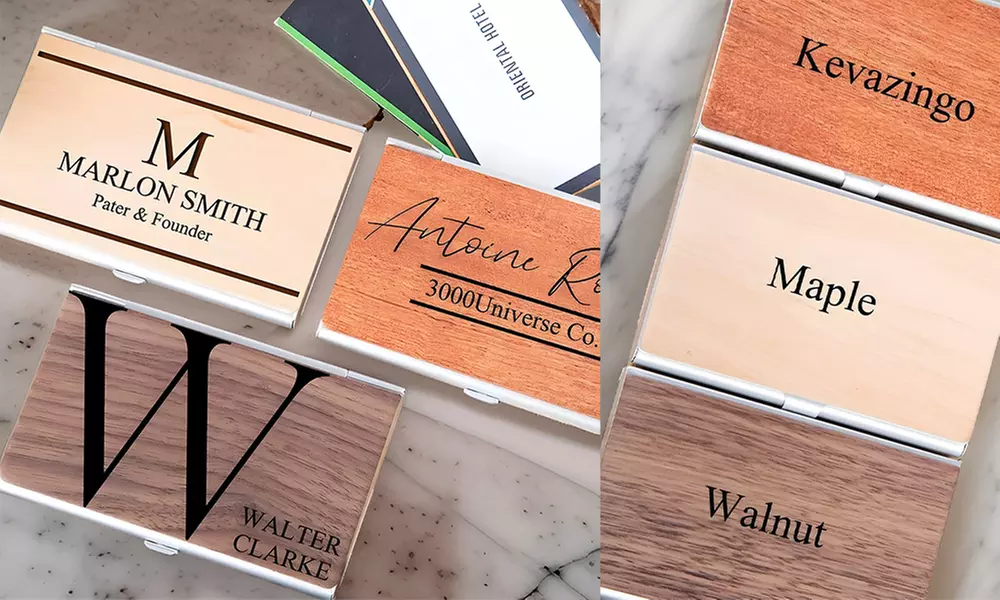 ORIENTAL HOTEL
M
MARLON SMITH
Pater & Founder
Antoine
3000Universe Co.
W
WALTER
CLARKE
Kevazingo
Maple
Walnut